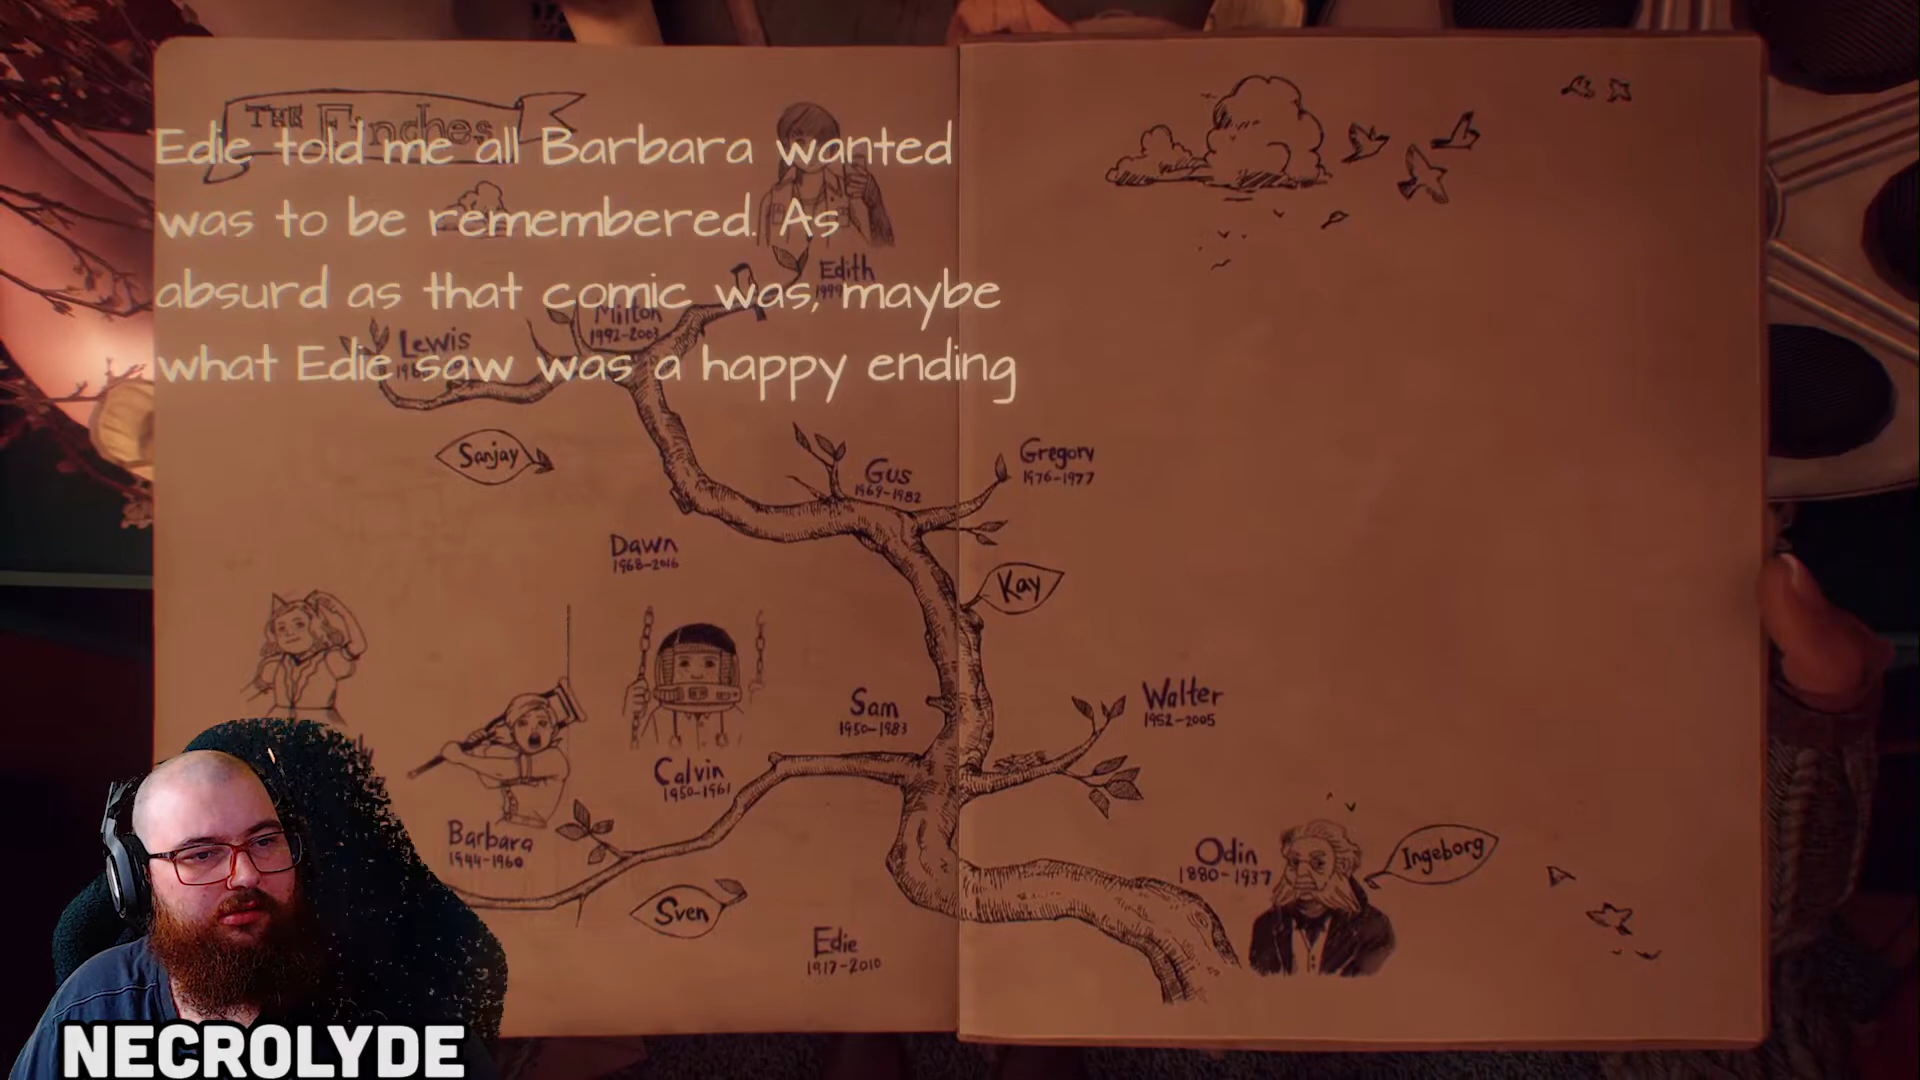 THE Finches
Edie told me all Barbara wanted
was to be remembered. As
absurd as that comic was, maybe
what Edie saw was a happy ending
Edith
Milton
1992-2003
Lewis
Sanjay
Gus
1969-1982
Gregory
1976-1977
Dawn
1968-2016
Kay
Sam
1950-1983
Walter
1952-2005
Calvin
1950-1961
Barbara
1944-1960
Odin
1880-1937
Ingeborg
Sven
Edie
1917-2010
NECROLYDE